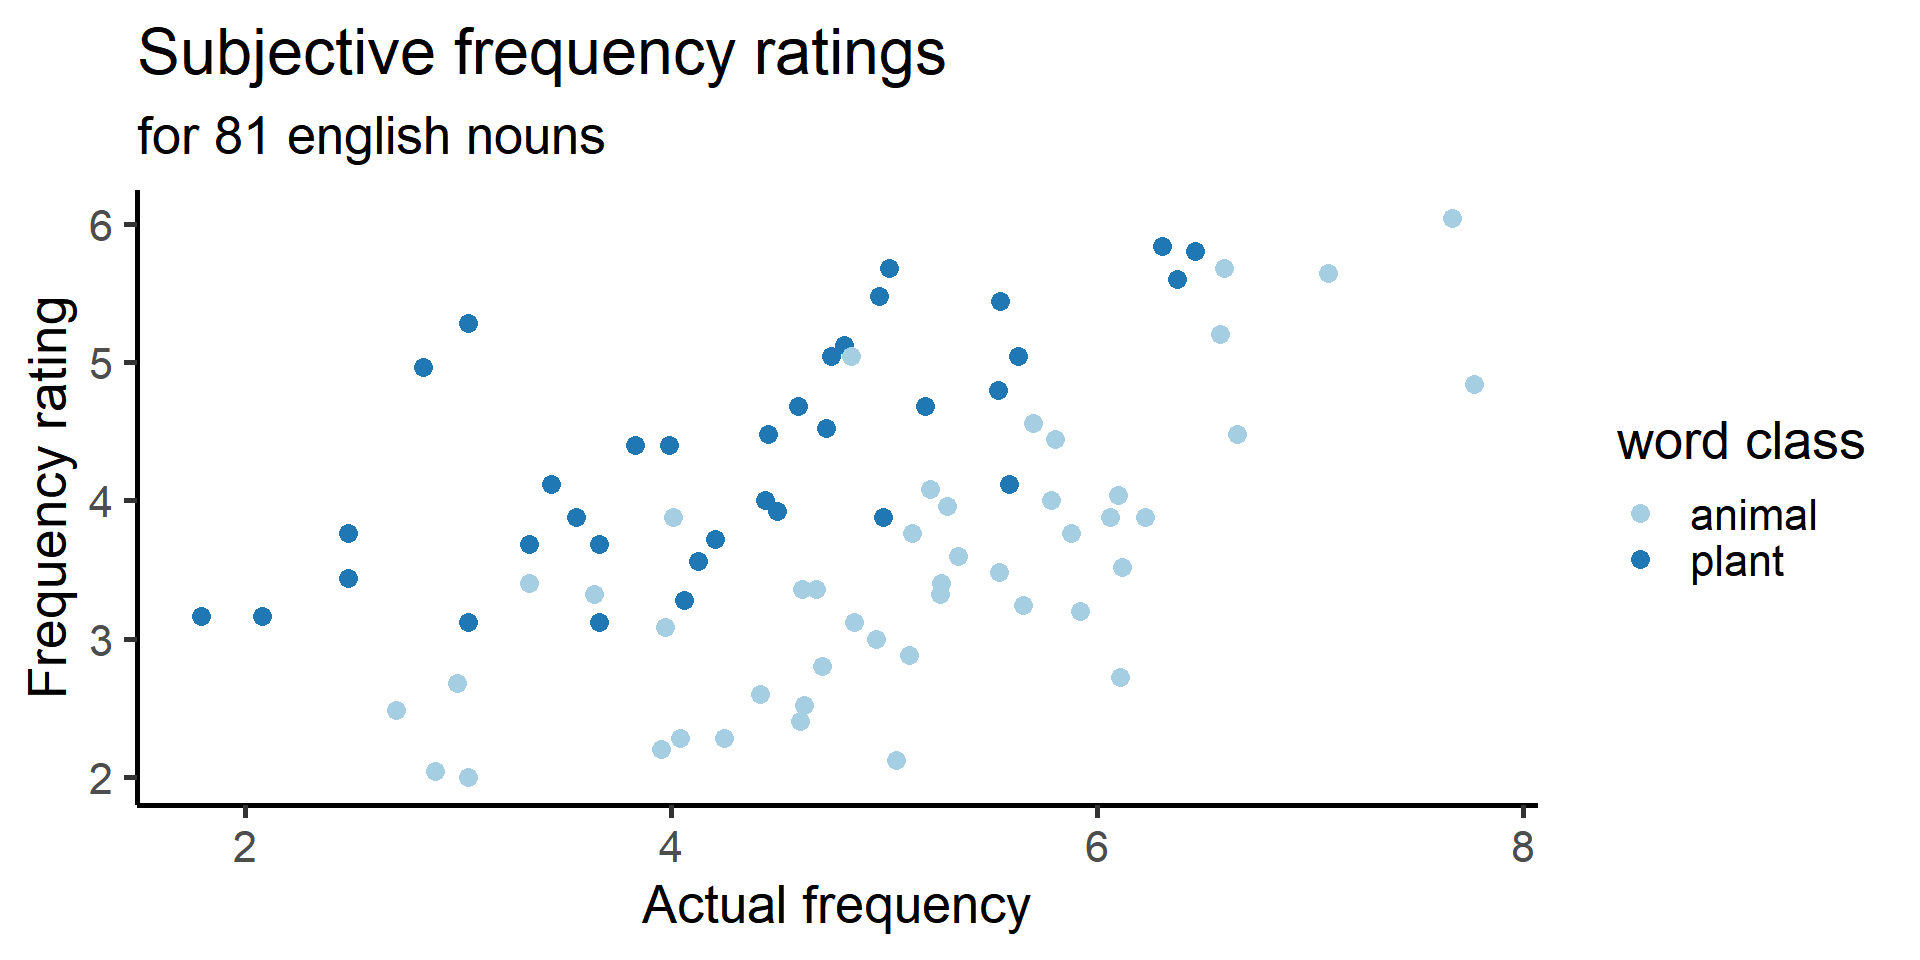 Subjective frequency ratings
for 81 english nouns
6
5
4
3
2
Frequency rating
2 4 6 8
Actual frequency
word class
animal
plant